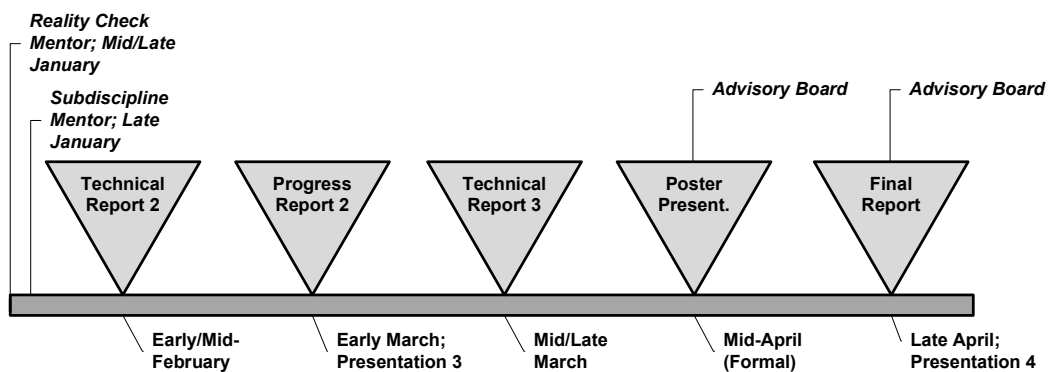 Reality Check
Mentor; Mid/Late
January
Subdiscipline
Mentor; Late
January
Advisory Board
Advisory Board
Technical
Report 2
Progress
Report 2
Technical
Report 3
Poster
Present.
Final
Report
Early/Mid-
February
Early March;
Presentation 3
Mid/Late
March
Mid-April
(Formal)
Late April;
Presentation 4